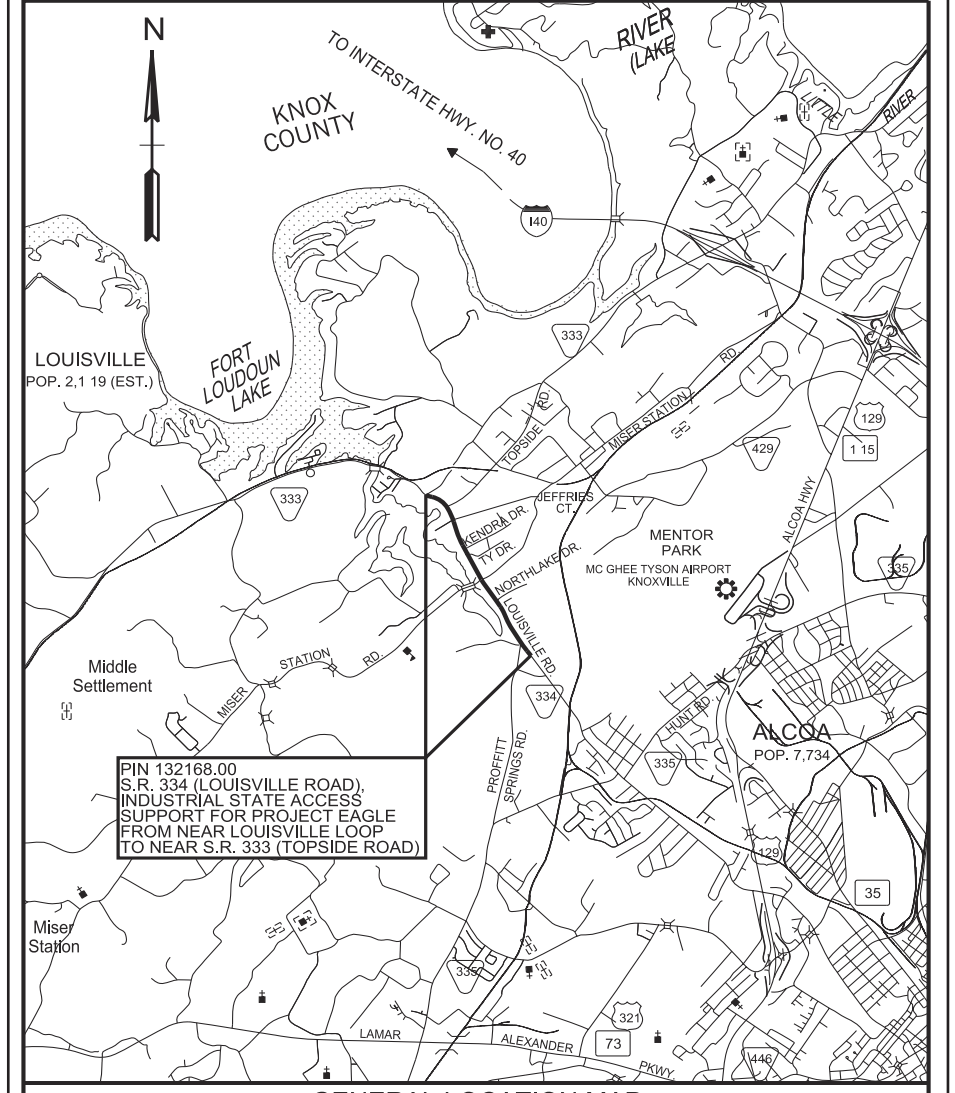 N
KNOX
COUNTY
TO INTERSTATE HWY. NO. 40
RIVER
(LAKE
LITTLE
RIVER
I40
LOUISVILLE
POP. 2,1 19 (EST.)
FORT
LOUDOUN
LAKE
333
TOPSIDE RD.
MISER STATION RD.
129
1 15
429
333
JEFFRIES
CT.
KENDRA DR.
TY DR.
NORTHLAKE DR.
LOUISVILLE RD.
MENTOR
PARK
MC GHEE TYSON AIRPORT
KNOXVILLE
ALCOA HWY
335
Middle
Settlement
MISER STATION RD.
334
HUNT RD.
ALCOA
POP. 7,734
335
PROFFITT
SPRINGS RD.
PIN 132168.00
S.R. 334 (LOUISVILLE ROAD),
INDUSTRIAL STATE ACCESS
SUPPORT FOR PROJECT EAGLE
FROM NEAR LOUISVILLE LOOP
TO NEAR S.R. 333 (TOPSIDE ROAD)
129
35
Miser
Station
335
321
73
LAMAR ALEXANDER PKWY.
446